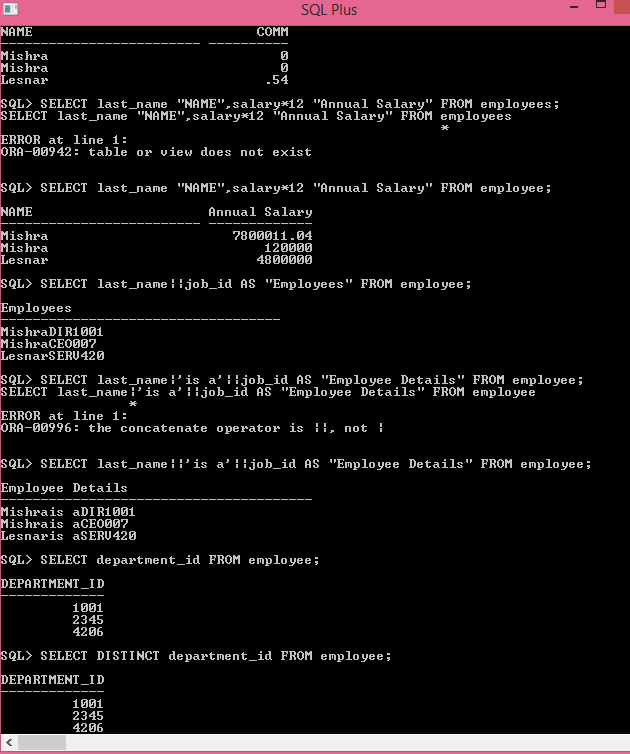 SQL Plus
NAME                            COMM
------------------------- ----------
Mishra                             0
Mishra                             0
Lesnar                           .54
SQL> SELECT last_name "NAME",salary*12 "Annual Salary" FROM employees;
SELECT last_name "NAME",salary*12 "Annual Salary" FROM employees
                                                       *
ERROR at line 1:
ORA-00942: table or view does not exist
SQL> SELECT last_name "NAME",salary*12 "Annual Salary" FROM employee;
NAME                      Annual Salary
------------------------- -------------
Mishra                       7800011.04
Mishra                           120000
Lesnar                          4800000
SQL> SELECT last_name||job_id AS "Employees" FROM employee;
Employees
-----------------------------------
MishraDIR1001
MishraCEO007
LesnarSERV420
SQL> SELECT last_name|'is a'||job_id AS "Employee Details" FROM employee;
SELECT last_name|'is a'||job_id AS "Employee Details" FROM employee
                *
ERROR at line 1:
ORA-00996: the concatenate operator is ||, not |
SQL> SELECT last_name||'is a'||job_id AS "Employee Details" FROM employee;
Employee Details
---------------------------------------
Mishrais aDIR1001
Mishrais aCEO007
Lesnaris aSERV420
SQL> SELECT department_id FROM employee;
DEPARTMENT_ID
-------------
         1001
         2345
         4206
SQL> SELECT DISTINCT department_id FROM employee;
DEPARTMENT_ID
-------------
         1001
         2345
         4206